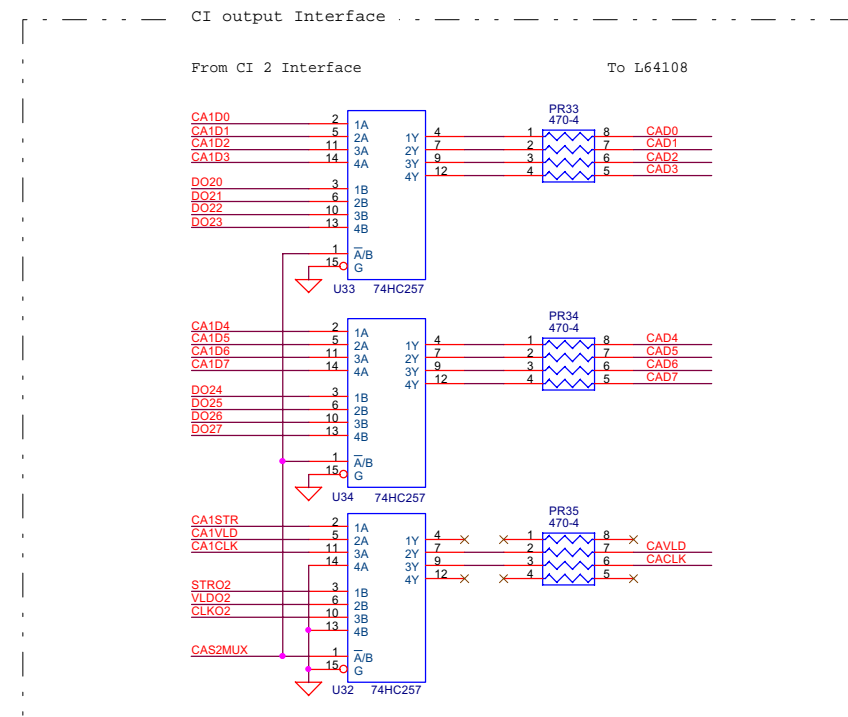 CI output Interface
From CI 2 Interface To L64108
PR33
470-4
CA1D0 2 1A
CA1D1 5 2A 1Y 4 1 8 CAD0
CA1D2 11 3A 2Y 7 2 7 CAD1
CA1D3 14 4A 3Y 9 3 6 CAD2
4Y 12 4 5 CAD3
DO20 3 1B
DO21 6 2B
DO22 10 3B
DO23 13 4B
1 A/B
15 G
U33 74HC257
PR34
470-4
CA1D4 2 1A
CA1D5 5 2A 1Y 4 1 8 CAD4
CA1D6 11 3A 2Y 7 2 7 CAD5
CA1D7 14 4A 3Y 9 3 6 CAD6
4Y 12 4 5 CAD7
DO24 3 1B
DO25 6 2B
DO26 10 3B
DO27 13 4B
1 A/B
15 G
U34 74HC257
PR35
470-4
CA1STR 2 1A
CA1VLD 5 2A 1Y 4 1 8
CA1CLK 11 3A 2Y 7 2 7 CAVLD
14 4A 3Y 9 3 6 CACLK
4Y 12 4 5
STRO2 3 1B
VLDO2 6 2B
CLKO2 10 3B
13 4B
CAS2MUX 1 A/B
15 G
U32 74HC257